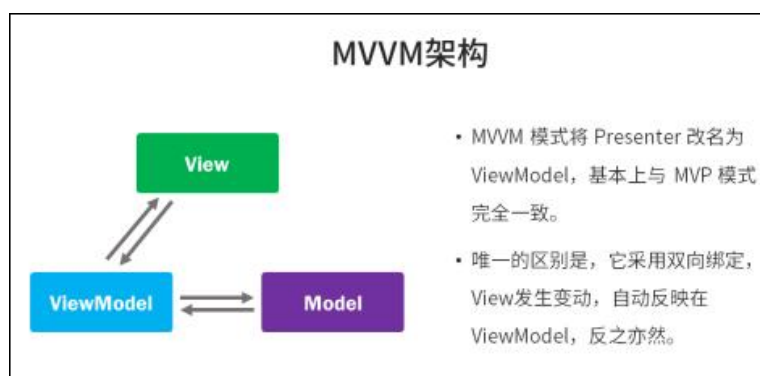 MVVM架构
View
ViewModel
Model
• MVVM 模式将 Presenter 改名为
ViewModel，基本上与 MVP 模式
完全一致。
• 唯一的区别是，它采用双向绑定，
View发生变动，自动反映在
ViewModel，反之亦然。